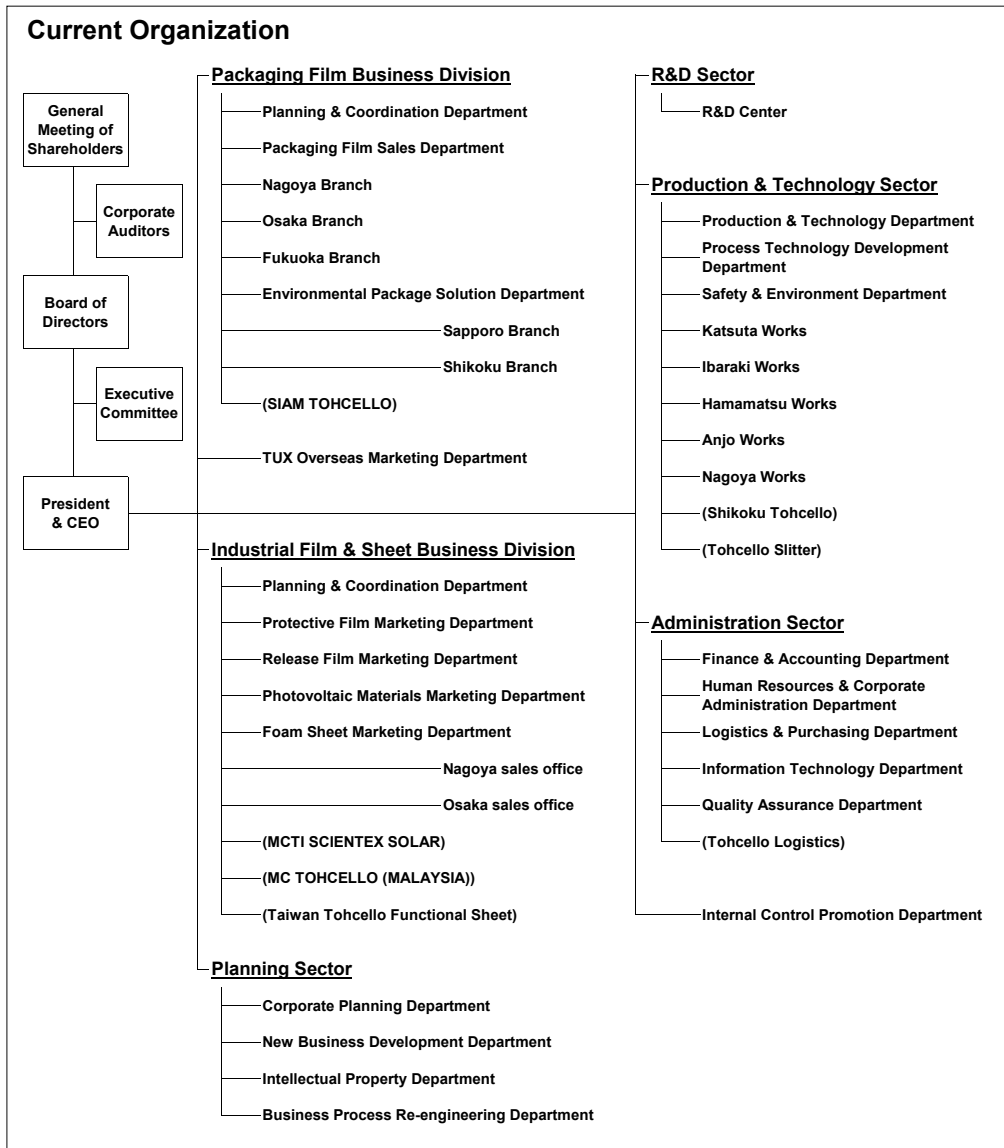 Current Organization
General
Meeting of
Shareholders
Corporate
Auditors
Board of
Directors
Executive
Committee
President
& CEO
Packaging Film Business Division
Planning & Coordination Department
Packaging Film Sales Department
Nagoya Branch
Osaka Branch
Fukuoka Branch
Environmental Package Solution Department
Sapporo Branch
Shikoku Branch
(SIAM TOHCELLO)
TUX Overseas Marketing Department
Industrial Film & Sheet Business Division
Planning & Coordination Department
Protective Film Marketing Department
Release Film Marketing Department
Photovoltaic Materials Marketing Department
Foam Sheet Marketing Department
Nagoya sales office
Osaka sales office
(MCTI SCIENTEX SOLAR)
(MC TOHCELLO (MALAYSIA))
(Taiwan Tohcello Functional Sheet)
Planning Sector
Corporate Planning Department
New Business Development Department
Intellectual Property Department
Business Process Re-engineering Department
R&D Sector
R&D Center
Production & Technology Sector
Production & Technology Department
Process Technology Development
Department
Safety & Environment Department
Katsuta Works
Ibaraki Works
Hamamatsu Works
Anjo Works
Nagoya Works
(Shikoku Tohcello)
(Tohcello Slitter)
Administration Sector
Finance & Accounting Department
Human Resources & Corporate
Administration Department
Logistics & Purchasing Department
Information Technology Department
Quality Assurance Department
(Tohcello Logistics)
Internal Control Promotion Department